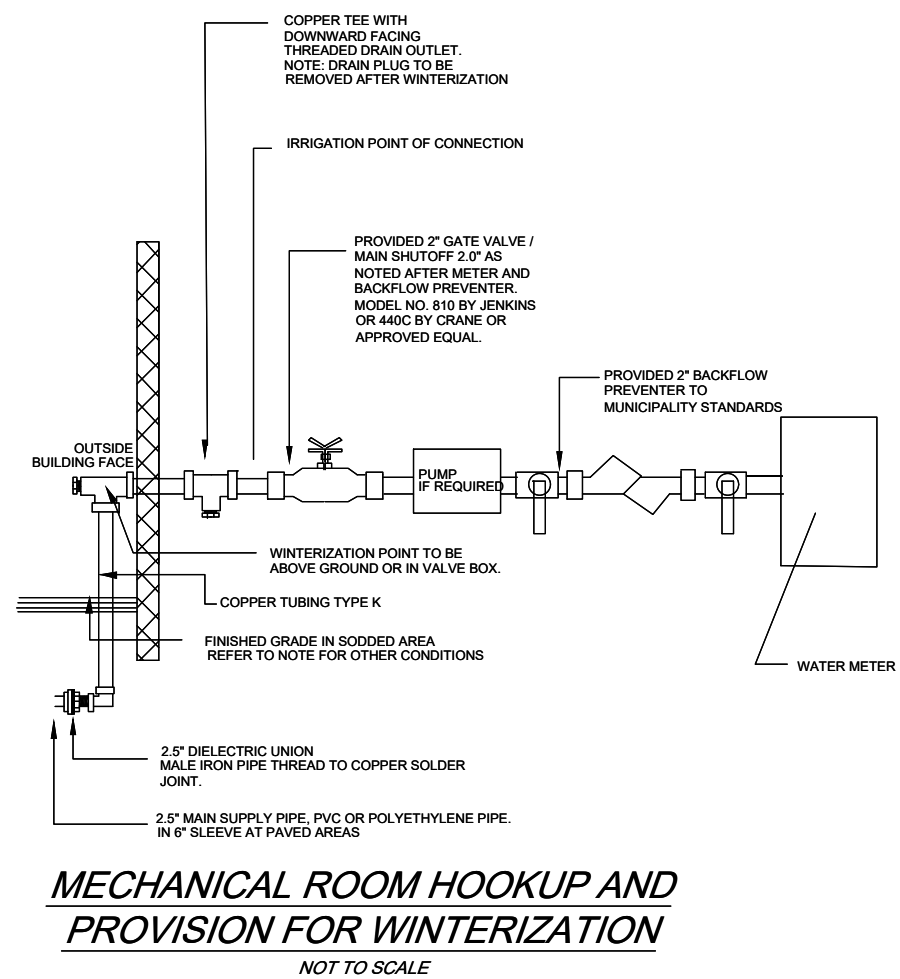 COPPER TEE WITH
DOWNWARD FACING
THREADED DRAIN OUTLET.
NOTE: DRAIN PLUG TO BE
REMOVED AFTER WINTERIZATION
IRRIGATION POINT OF CONNECTION
PROVIDED 2" GATE VALVE /
MAIN SHUTOFF 2.0" AS
NOTED AFTER METER AND
BACKFLOW PREVENTER.
MODEL NO. 810 BY JENKINS
OR 440C BY CRANE OR
APPROVED EQUAL.
PROVIDED 2" BACKFLOW
PREVENTER TO
MUNICIPALITY STANDARDS
OUTSIDE
BUILDING FACE
PUMP
IF REQUIRED
WINTERIZATION POINT TO BE
ABOVE GROUND OR IN VALVE BOX.
COPPER TUBING TYPE K
FINISHED GRADE IN SODDED AREA
REFER TO NOTE FOR OTHER CONDITIONS
WATER METER
2.5" DIELECTRIC UNION
MALE IRON PIPE THREAD TO COPPER SOLDER
JOINT.
2.5" MAIN SUPPLY PIPE, PVC OR POLYETHYLENE PIPE.
IN 6" SLEEVE AT PAVED AREAS
MECHANICAL ROOM HOOKUP AND
PROVISION FOR WINTERIZATION
NOT TO SCALE